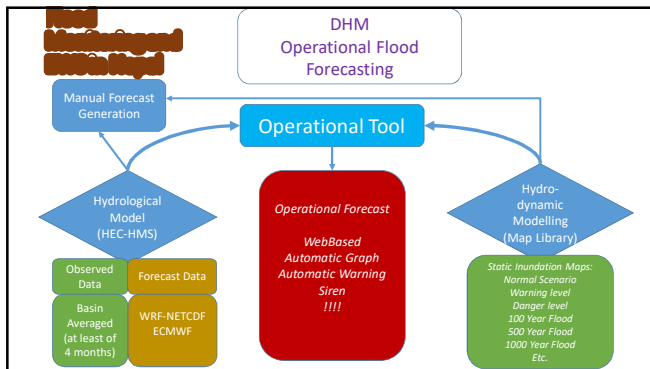 DHM
Operational Flood
Forecasting
Manual Forecast
Generation
Operational Tool
Hydrological
Model
(HEC-HMS)
Operational Forecast
WebBased
Automatic Graph
Automatic Warning
Siren
!!!!
Hydro-
dynamic
Modelling
(Map Library)
Observed
Data
Forecast Data
Basin
Averaged
(at least of
4 months)
WRF-NETCDF
ECMWF
Static Inundation Maps:
Normal Scenario
Warning level
Danger level
100 Year Flood
500 Year Flood
1000 Year Flood
Etc.